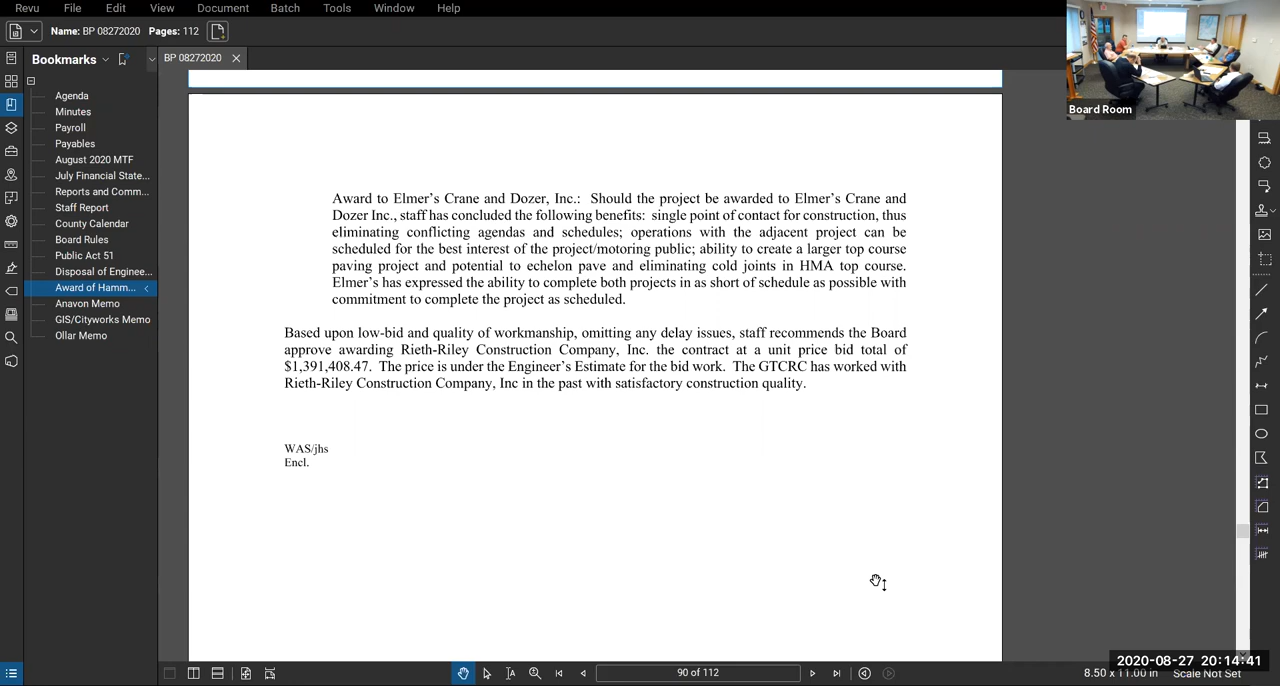 Revu File Edit View Document Batch Tools Window Help
Name: BP 08272020 Pages: 112
Bookmarks
BP 08272020
Agenda
Minutes
Payroll
Payables
August 2020 MTF
July Financial State...
Reports and Comm...
Staff Report
County Calendar
Board Rules
Public Act 51
Disposal of Enginee...
Award of Hamm...
Anavon Memo
GIS/Cityworks Memo
Ollar Memo
Board Room
Award to Elmer's Crane and Dozer, Inc.: Should the project be awarded to Elmer's Crane and
Dozer Inc., staff has concluded the following benefits: single point of contact for construction, thus
eliminating conflicting agendas and schedules; operations with the adjacent project can be
scheduled for the best interest of the project/motoring public; ability to create a larger top course
paving project and potential to echelon pave and eliminating cold joints in HMA top course.
Elmer's has expressed the ability to complete both projects in as short of schedule as possible with
commitment to complete the project as scheduled.
Based upon low-bid and quality of workmanship, omitting any delay issues, staff recommends the Board
approve awarding Rieth-Riley Construction Company, Inc. the contract at a unit price bid total of
$1,391,408.47. The price is under the Engineer's Estimate for the bid work. The GTCRC has worked with
Rieth-Riley Construction Company, Inc in the past with satisfactory construction quality.
WAS/jhs
Encl.
90 of 112
2020-08-27 20:14:41
8.50 x 11.00 in Scale Not Set